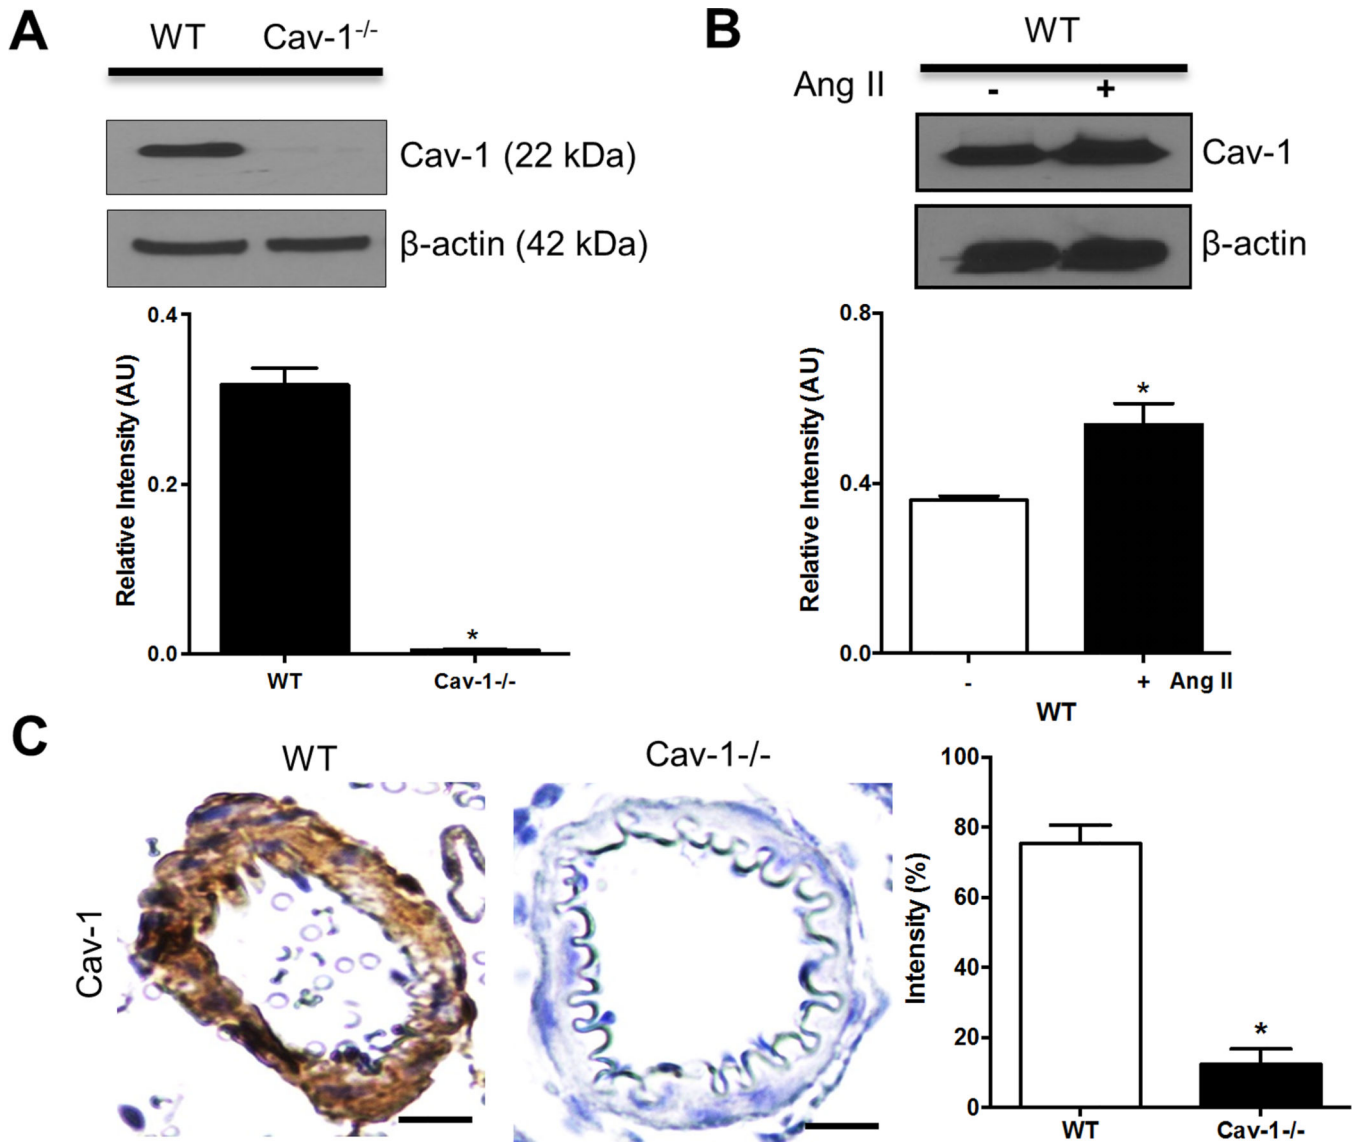 A
WT Cav-1-/-
Cav-1 (22 kDa)
β-actin (42 kDa)
0.4
0.2
0.0
Relative Intensity (AU)
*
WT Cav-1-/-
B
WT
Ang II - +
Cav-1
β-actin
0.8
0.4
0.0
Relative Intensity (AU)
*
- + Ang II
WT
C
WT
Cav-1-/-
Cav-1
100
80
60
40
20
0
Intensity (%)
*
WT Cav-1-/-